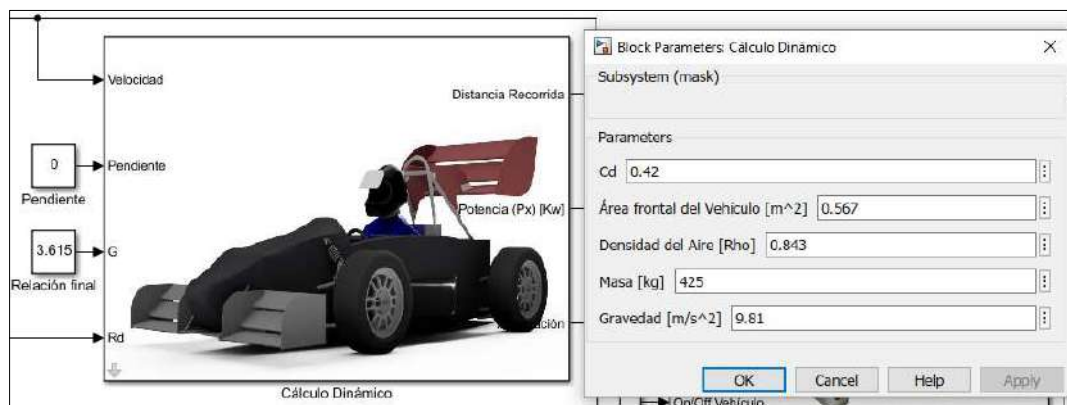 Velocidad
Distancia Recorrida
0
Pendiente
Pendiente
Potencia (Px) [Kw]
3.615
G
Relación final
Rd
Cálculo Dinámico
Block Parameters: Cálculo Dinámico
Subsystem (mask)
Parameters
Cd 0.42
Área frontal del Vehículo [m^2] 0.567
Densidad del Aire [Rho] 0.843
Masa [kg] 425
Gravedad [m/s^2] 9.81
OK Cancel Help Apply
On/Off Vehículo